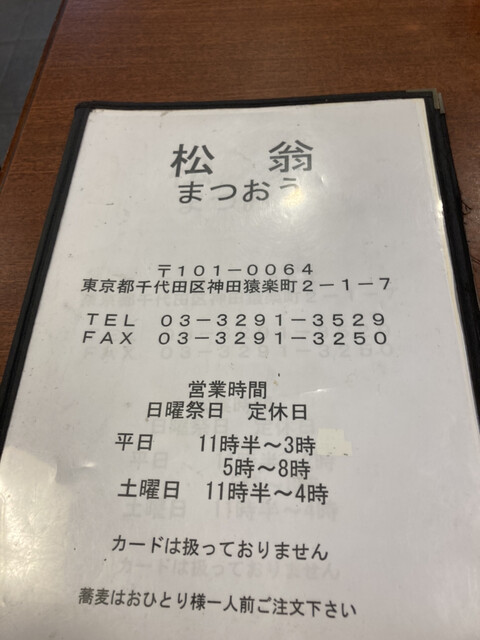 松　翁
まつおう
〒１０１－００６４
東京都千代田区神田猿楽町２－１－７
ＴＥＬ　０３－３２９１－３５２９
ＦＡＸ　０３－３２９１－３２５０
営業時間
日曜祭日　定休日
平日　11時半～3時
5時～8時
土曜日　11時半～4時
カードは扱っておりません
蕎麦はおひとり様一人前ご注文下さい